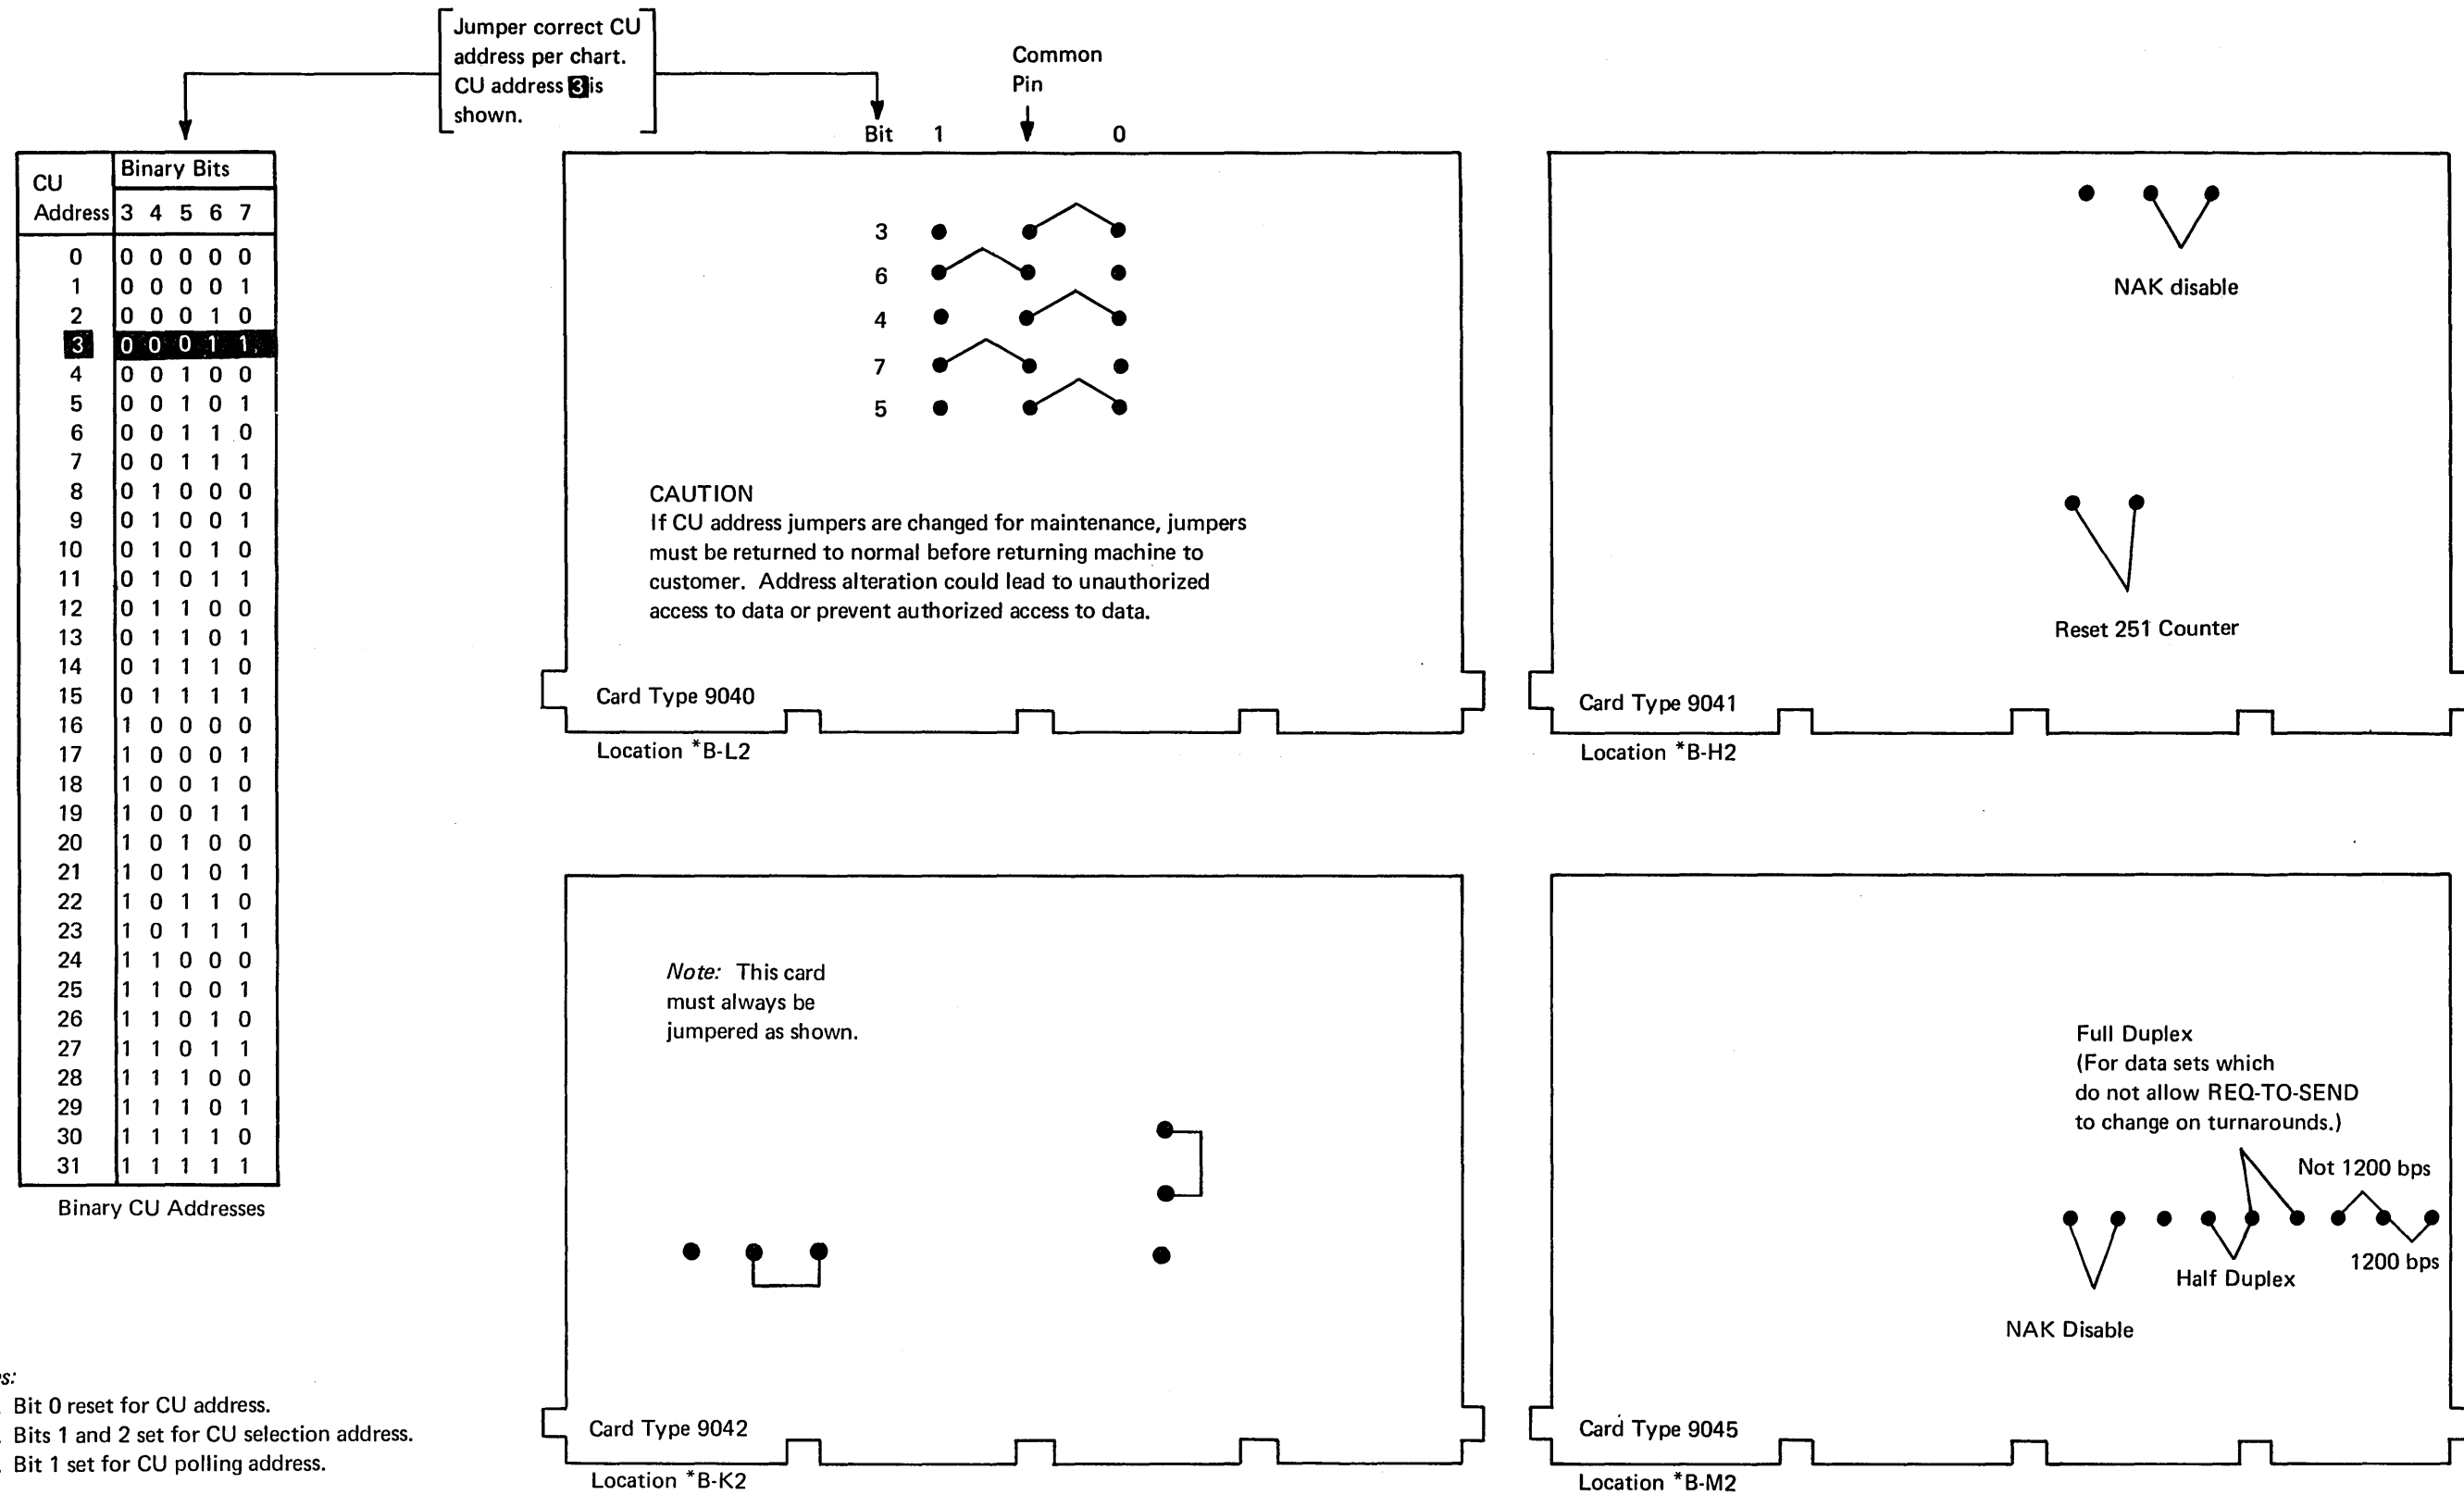 Jumper correct CU
address per chart.
CU address 3 is
shown.
Common
Pin
Bit 1 0
CU
Address
Binary Bits
3 4 5 6 7
0 0 0 0 0 0
1 0 0 0 0 1
2 0 0 0 1 0
3 0 0 0 1 1
4 0 0 1 0 0
5 0 0 1 0 1
6 0 0 1 1 0
7 0 0 1 1 1
8 0 1 0 0 0
9 0 1 0 0 1
10 0 1 0 1 0
11 0 1 0 1 1
12 0 1 1 0 0
13 0 1 1 0 1
14 0 1 1 1 0
15 0 1 1 1 1
16 1 0 0 0 0
17 1 0 0 0 1
18 1 0 0 1 0
19 1 0 0 1 1
20 1 0 1 0 0
21 1 0 1 0 1
22 1 0 1 1 0
23 1 0 1 1 1
24 1 1 0 0 0
25 1 1 0 0 1
26 1 1 0 1 0
27 1 1 0 1 1
28 1 1 1 0 0
29 1 1 1 0 1
30 1 1 1 1 0
31 1 1 1 1 1
Binary CU Addresses
3
6
4
7
5
CAUTION
If CU address jumpers are changed for maintenance, jumpers
must be returned to normal before returning machine to
customer. Address alteration could lead to unauthorized
access to data or prevent authorized access to data.
Card Type 9040
Location *B-L2
NAK disable
Reset 251 Counter
Card Type 9041
Location *B-H2
Note: This card
must always be
jumpered as shown.
Card Type 9042
Location *B-K2
Full Duplex
(For data sets which
do not allow REQ-TO-SEND
to change on turnarounds.)
Not 1200 bps
1200 bps
Half Duplex
NAK Disable
Card Type 9045
Location *B-M2
Bit 0 reset for CU address.
Bits 1 and 2 set for CU selection address.
Bit 1 set for CU polling address.